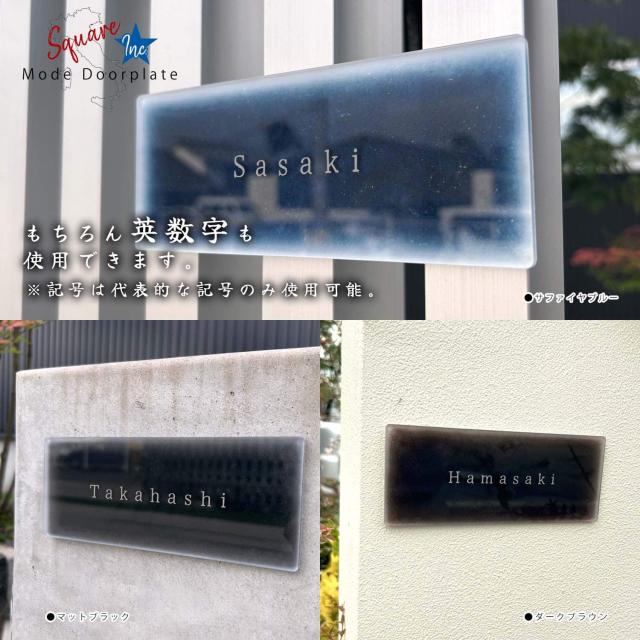 Square
Inc
Mode Doorplate
Sasaki
もちろん英数字も
使用できます。
※記号は代表的な記号のみ使用可能。
●サファイヤブルー
Takahashi
●マットブラック
Hamasaki
●ダークブラウン